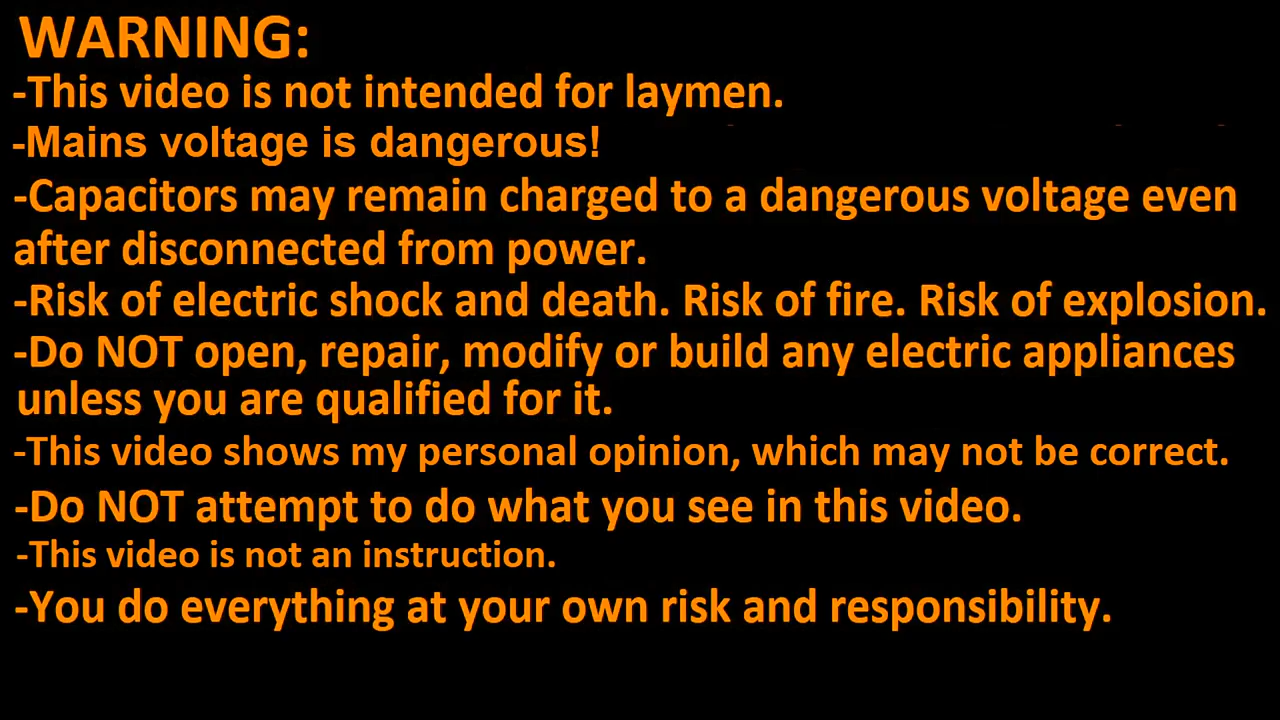 WARNING:
-This video is not intended for laymen.
-Mains voltage is dangerous!
-Capacitors may remain charged to a dangerous voltage even
after disconnected from power.
-Risk of electric shock and death. Risk of fire. Risk of explosion.
-Do NOT open, repair, modify or build any electric appliances
unless you are qualified for it.
-This video shows my personal opinion, which may not be correct.
-Do NOT attempt to do what you see in this video.
-This video is not an instruction.
-You do everything at your own risk and responsibility.